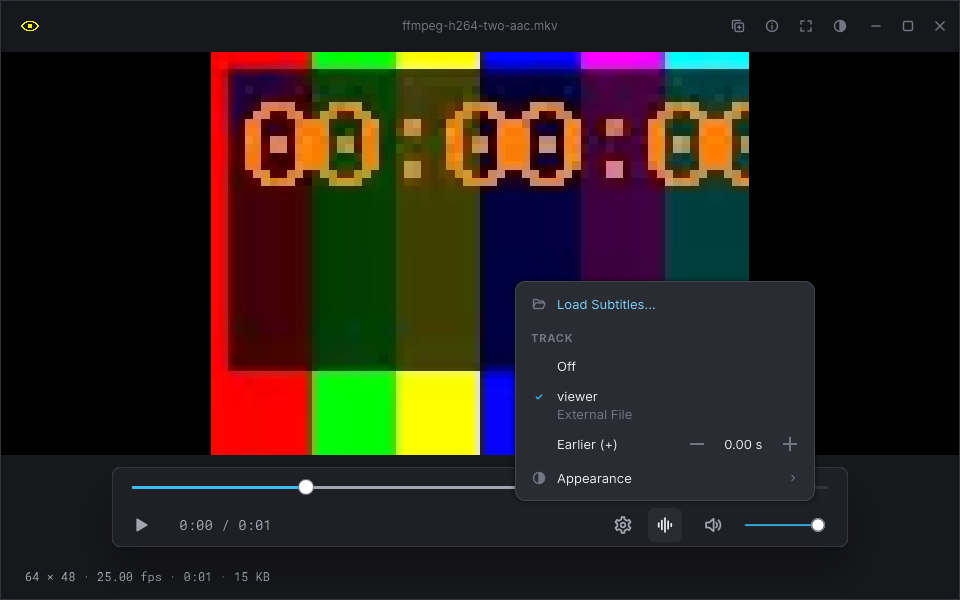 ffmpeg-h264-two-aac.mkv
00:00:0
Load Subtitles...
TRACK
Off
viewer
External File
Earlier (+)
0.00 s
Appearance
0:00 / 0:01
64 × 48 · 25.00 fps · 0:01 · 15 KB